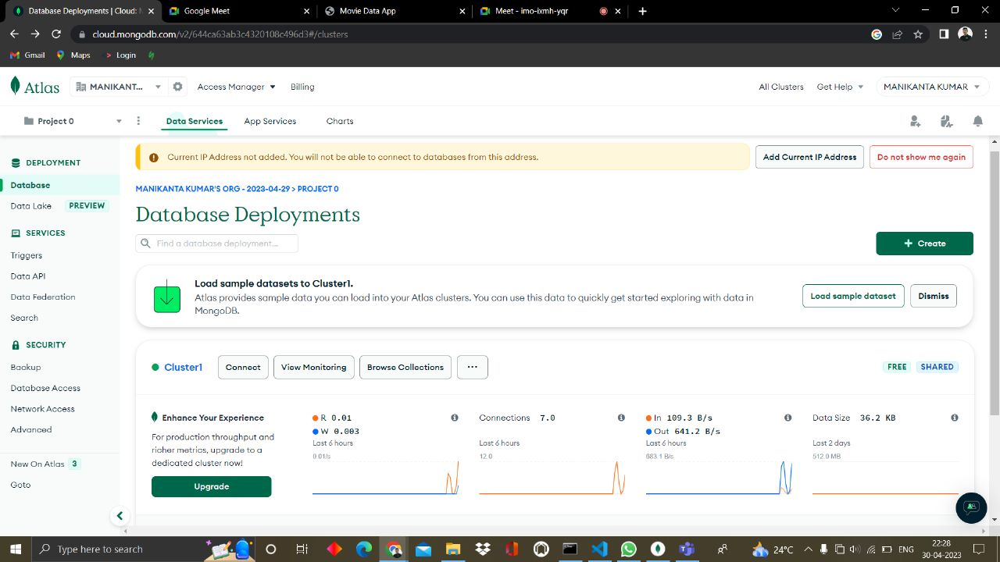 Database Deployments | Cloud: M
Google Meet
Movie Data App
Meet - imo-ixmh-yqr
cloud.mongodb.com/v2/644ca63ab3c4320108c496d3#/clusters
Gmail
Maps
Login
Atlas
MANIKANT...
Access Manager
Billing
All Clusters
Get Help
MANIKANTA KUMAR
Project 0
Data Services
App Services
Charts
DEPLOYMENT
Database
Data Lake PREVIEW
SERVICES
Triggers
Data API
Data Federation
Search
SECURITY
Backup
Database Access
Network Access
Advanced
New On Atlas 3
Goto
Current IP Address not added. You will not be able to connect to databases from this address.
Add Current IP Address
Do not show me again
MANIKANTA KUMAR'S ORG - 2023-04-29 > PROJECT 0
Database Deployments
Find a database deployment...
+ Create
Load sample datasets to Cluster1.
Atlas provides sample data you can load into your Atlas clusters. You can use this data to quickly get started exploring with data in
MongoDB.
Load sample dataset
Dismiss
Cluster1
Connect
View Monitoring
Browse Collections
...
FREE
SHARED
Enhance Your Experience
For production throughput and
richer metrics, upgrade to a
dedicated cluster now!
Upgrade
R 0.01
W 0.003
Last 6 hours
0.01/s
Connections 7.0
Last 6 hours
12.0
In 109.3 B/s
Out 641.2 B/s
Last 6 hours
683.1 B/s
Data Size 36.2 KB
Last 2 days
512.0 MB
Type here to search
24°C
ENG
22:28
30-04-2023